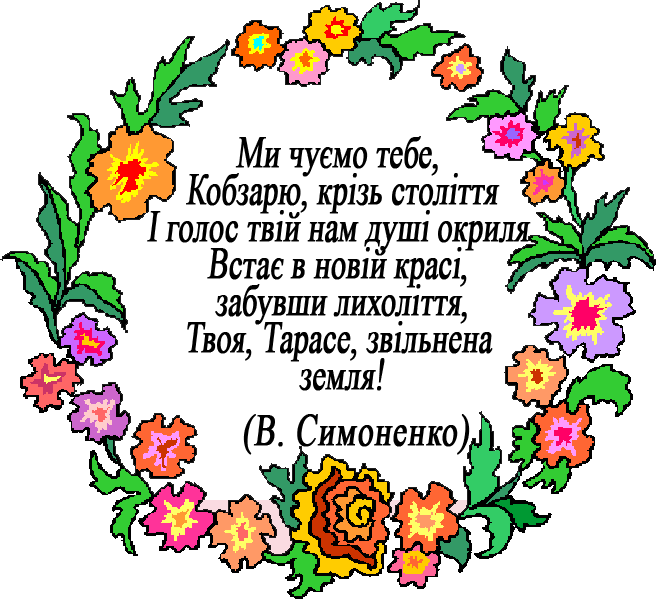 Ми чуємо тебе,
Кобзарю, крізь століття
І голос твій нам душі окриля.
Встає в новій красі,
забувши лихоліття,
Твоя, Тарасе, звільнена
земля!
(В. Симоненко)